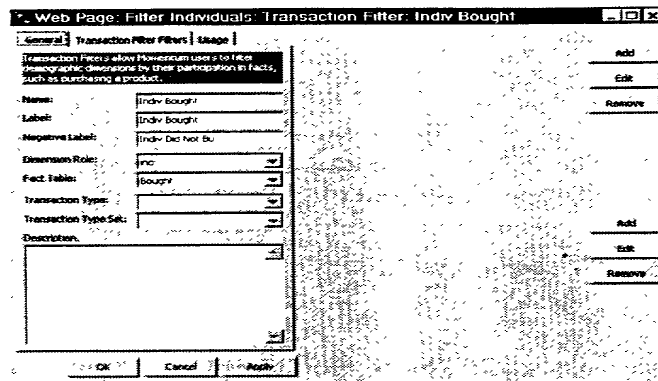 Web Page: Filter Individuals: Transaction Filter: Indiv Bought
General Transaction Filter Filters Usage
Transaction Filters allow Momentum users to filter
demographic dimensions by their participation in facts,
such as purchasing a product.
Name: Indiv Bought
Label: Indiv Bought
Negative Label: Indiv Did Not Bu
Dimension Role:
Fact Table: Bought
Transaction Type:
Transaction Type Set:
Description:
OK Cancel Apply
Add
Edit
Remove
Add
Edit
Remove